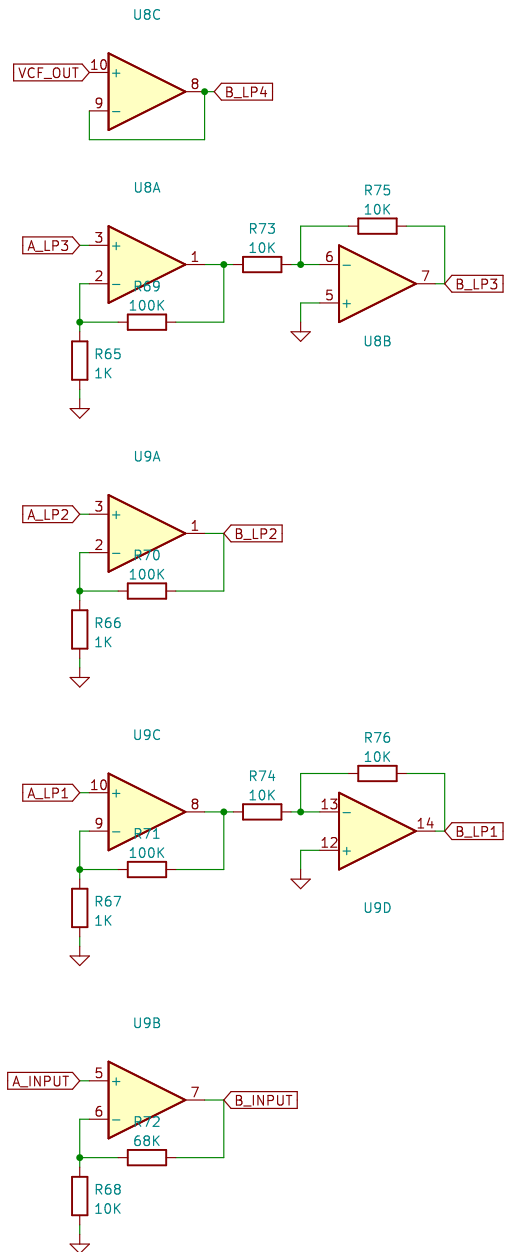 U8C
VCF_OUT
10
+
9
−
8
B_LP4
U8A
A_LP3
3
+
2
−
1
R69
100K
R65
1K
R73
10K
R75
10K
6
−
5
+
7
B_LP3
U8B
U9A
A_LP2
3
+
2
−
1
B_LP2
R70
100K
R66
1K
U9C
A_LP1
10
+
9
−
8
R71
100K
R67
1K
R74
10K
R76
10K
13
−
12
+
14
B_LP1
U9D
U9B
A_INPUT
5
+
6
−
7
B_INPUT
R72
68K
R68
10K